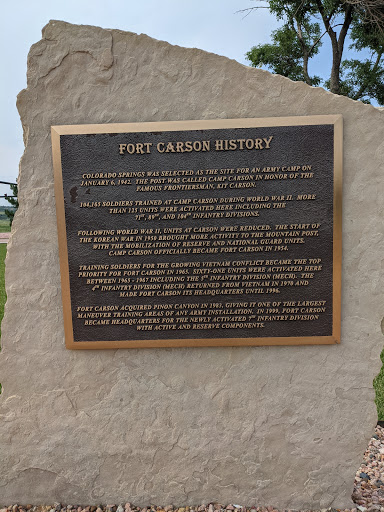 FORT CARSON HISTORY
COLORADO SPRINGS WAS SELECTED AS THE SITE FOR AN ARMY CAMP ON
JANUARY 6, 1942. THE POST WAS CALLED CAMP CARSON IN HONOR OF THE
FAMOUS FRONTIERSMAN, KIT CARSON.
104,165 SOLDIERS TRAINED AT CAMP CARSON DURING WORLD WAR II. MORE
THAN 125 UNITS WERE ACTIVATED HERE INCLUDING THE
71ST, 89TH, AND 104TH INFANTRY DIVISIONS.
FOLLOWING WORLD WAR II, UNITS AT CARSON WERE REDUCED. THE START OF
THE KOREAN WAR IN 1950 BROUGHT MORE ACTIVITY TO THE MOUNTAIN POST,
WITH THE MOBILIZATION OF RESERVE AND NATIONAL GUARD UNITS.
CAMP CARSON OFFICIALLY BECAME FORT CARSON IN 1954.
TRAINING SOLDIERS FOR THE GROWING VIETNAM CONFLICT BECAME THE TOP
PRIORITY FOR FORT CARSON IN 1965. SIXTY-ONE UNITS WERE ACTIVATED HERE
BETWEEN 1965 - 1967 INCLUDING THE 5TH INFANTRY DIVISION (MECH). THE
4TH INFANTRY DIVISION (MECH) RETURNED FROM VIETNAM IN 1970 AND
MADE FORT CARSON ITS HEADQUARTERS UNTIL 1996.
FORT CARSON ACQUIRED PINON CANYON IN 1983, GIVING IT ONE OF THE LARGEST
MANEUVER TRAINING AREAS OF ANY ARMY INSTALLATION. IN 1999, FORT CARSON
BECAME HEADQUARTERS FOR THE NEWLY ACTIVATED 7TH INFANTRY DIVISION
WITH ACTIVE AND RESERVE COMPONENTS.